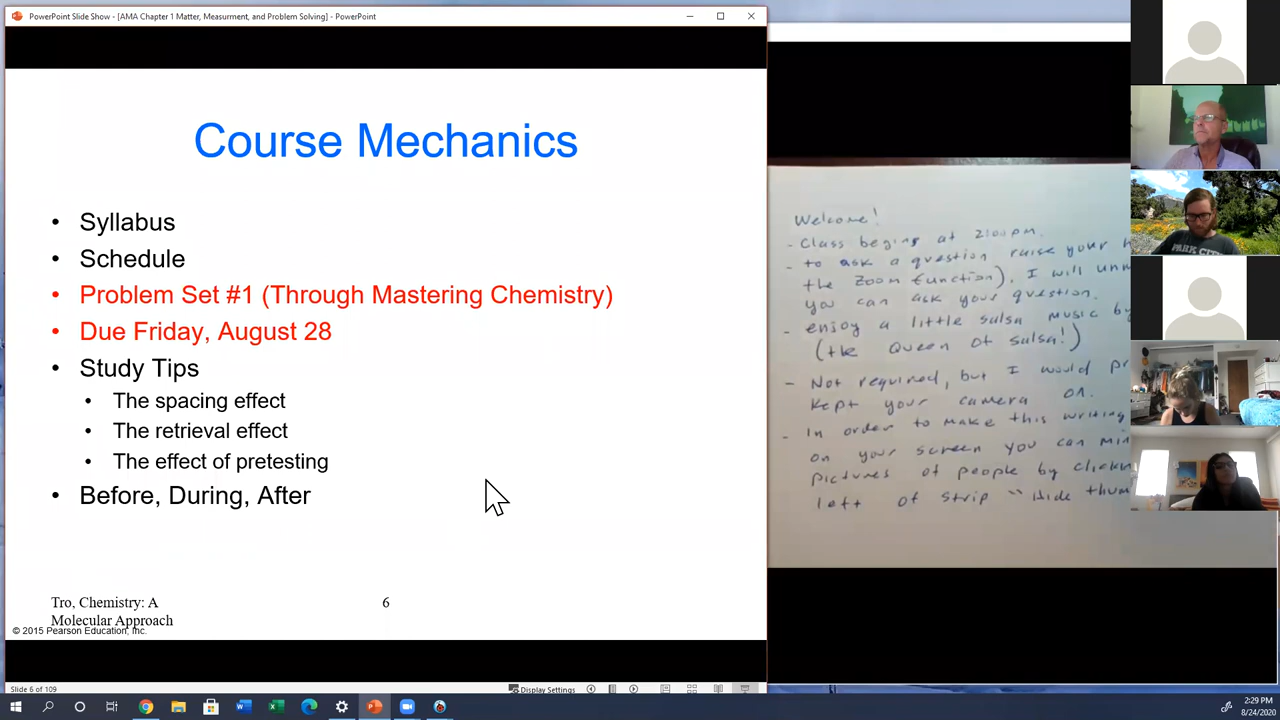 PowerPoint Slide Show - [AMA Chapter 1 Matter, Measurment, and Problem Solving] - PowerPoint
Course Mechanics
• Syllabus
• Schedule
• Problem Set #1 (Through Mastering Chemistry)
• Due Friday, August 28
• Study Tips
• The spacing effect
• The retrieval effect
• The effect of pretesting
• Before, During, After
Tro, Chemistry: A
Molecular Approach
6
© 2015 Pearson Education, Inc.
Slide 6 of 109
Display Settings
Welcome!
- Class begins at 2:00 pm.
- to ask a question raise your
the Zoom function). I will
you can ask your question.
- enjoy a little salsa music by
(the Queen of salsa!)
- Not required, but I would
kept your camera on.
- In order to make this writing
on your screen you can
pictures of people by
left of strip "Hide
PARK CITY
2:29 PM
8/24/2020